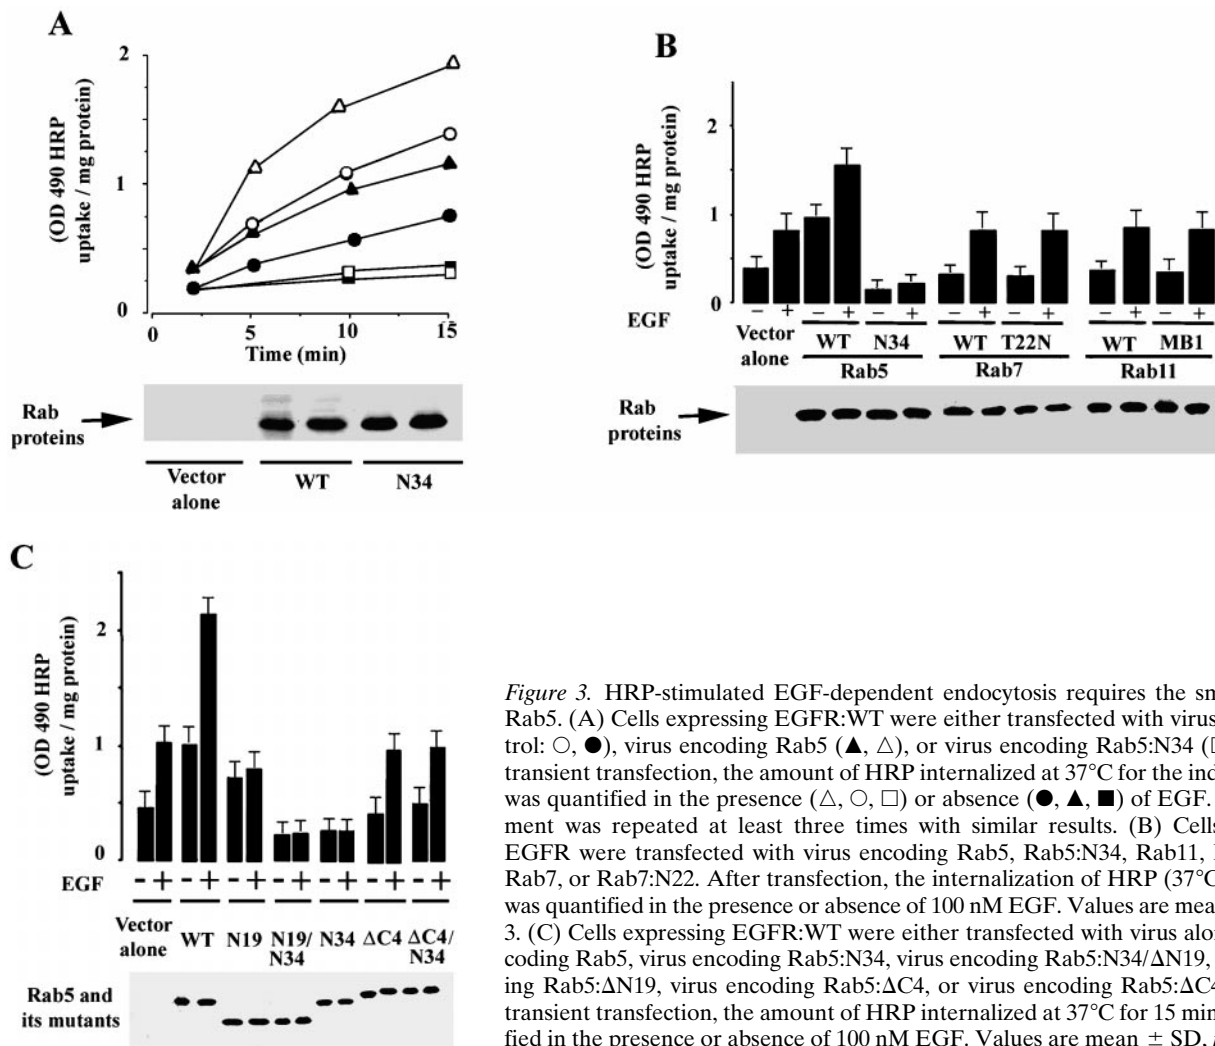 A
(OD 490 HRP
uptake / mg protein)
2
1
0
0
5
10
15
Time (min)
Rab
proteins
Vector
alone
WT
N34
B
(OD 490 HRP
uptake / mg protein)
2
1
0
EGF
− + − + − + − + − + − + − +
Vector
alone
WT N34 WT T22N WT MB1
Rab5 Rab7 Rab11
Rab
proteins
C
(OD 490 HRP
uptake / mg protein)
2
1
0
EGF
- + - + - + - + - + - + - +
Vector
alone
WT N19 N19/
N34 N34 ΔC4 ΔC4/
N34
Rab5 and
its mutants
Figure 3. HRP-stimulated EGF-dependent endocytosis requires the sm
Rab5. (A) Cells expressing EGFR:WT were either transfected with virus
trol: ○, ●), virus encoding Rab5 (▲, △), or virus encoding Rab5:N34 (
transient transfection, the amount of HRP internalized at 37°C for the ind
was quantified in the presence (△, ○, □) or absence (●, ▲, ■) of EGF.
ment was repeated at least three times with similar results. (B) Cells
EGFR were transfected with virus encoding Rab5, Rab5:N34, Rab11,
Rab7, or Rab7:N22. After transfection, the internalization of HRP (37°C
was quantified in the presence or absence of 100 nM EGF. Values are mea
3. (C) Cells expressing EGFR:WT were either transfected with virus alon
coding Rab5, virus encoding Rab5:N34, virus encoding Rab5:N34/ΔN19,
ing Rab5:ΔN19, virus encoding Rab5:ΔC4, or virus encoding Rab5:ΔC4
transient transfection, the amount of HRP internalized at 37°C for 15 min
fied in the presence or absence of 100 nM EGF. Values are mean ± SD,